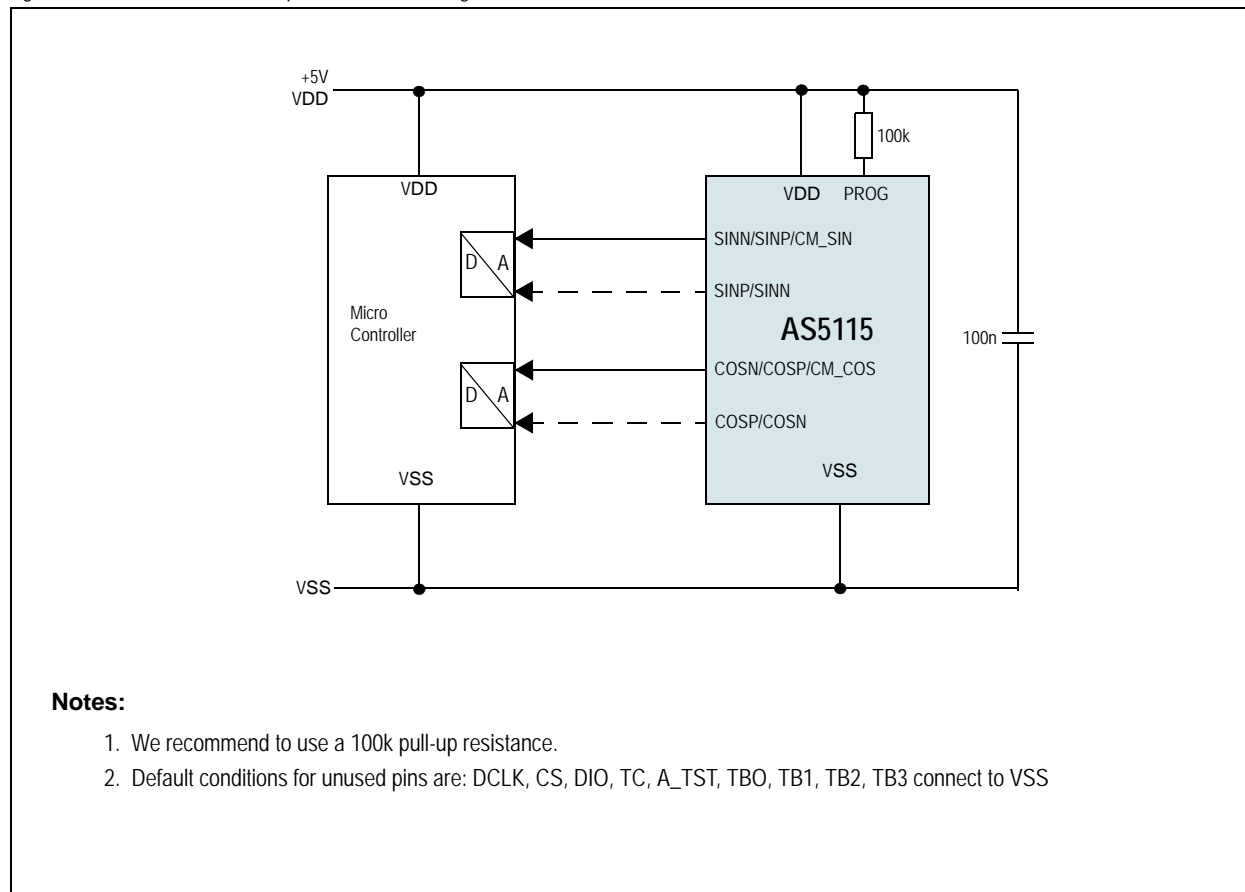 +5V
VDD
100k
VDD
VDD PROG
SINN/SINP/CM_SIN
D A
SINP/SINN
Micro
Controller
AS5115
100n
COSN/COSP/CM_COS
D A
COSP/COSN
VSS
VSS
VSS
Notes:
1. We recommend to use a 100k pull-up resistance.
2. Default conditions for unused pins are: DCLK, CS, DIO, TC, A_TST, TBO, TB1, TB2, TB3 connect to VSS